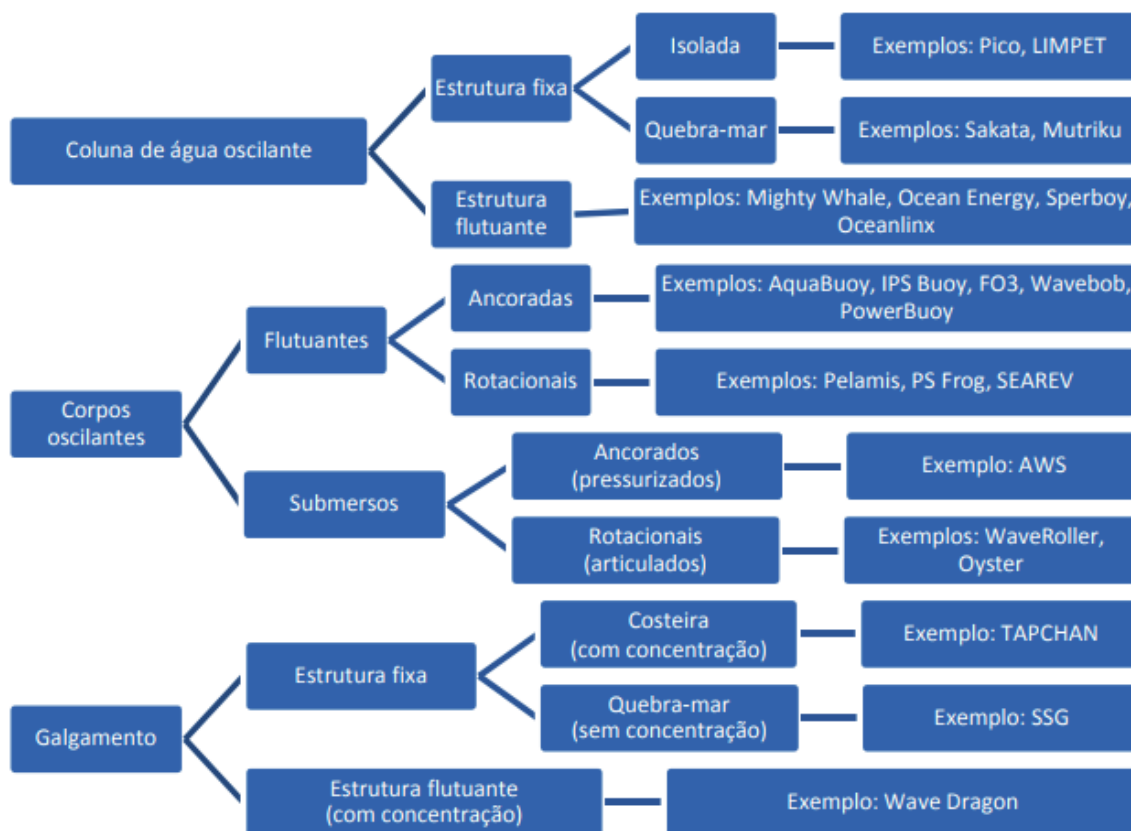 Coluna de água oscilante
Estrutura fixa
Isolada
Exemplos: Pico, LIMPET
Quebra-mar
Exemplos: Sakata, Mutriku
Estrutura
flutuante
Exemplos: Mighty Whale, Ocean Energy, Sperboy,
Oceanlinx
Corpos
oscilantes
Flutuantes
Ancoradas
Exemplos: AquaBuoy, IPS Buoy, FO3, Wavebob,
PowerBuoy
Rotacionais
Exemplos: Pelamis, PS Frog, SEAREV
Submersos
Ancorados
(pressurizados)
Exemplo: AWS
Rotacionais
(articulados)
Exemplos: WaveRoller,
Oyster
Galgamento
Estrutura fixa
Costeira
(com concentração)
Exemplo: TAPCHAN
Quebra-mar
(sem concentração)
Exemplo: SSG
Estrutura flutuante
(com concentração)
Exemplo: Wave Dragon